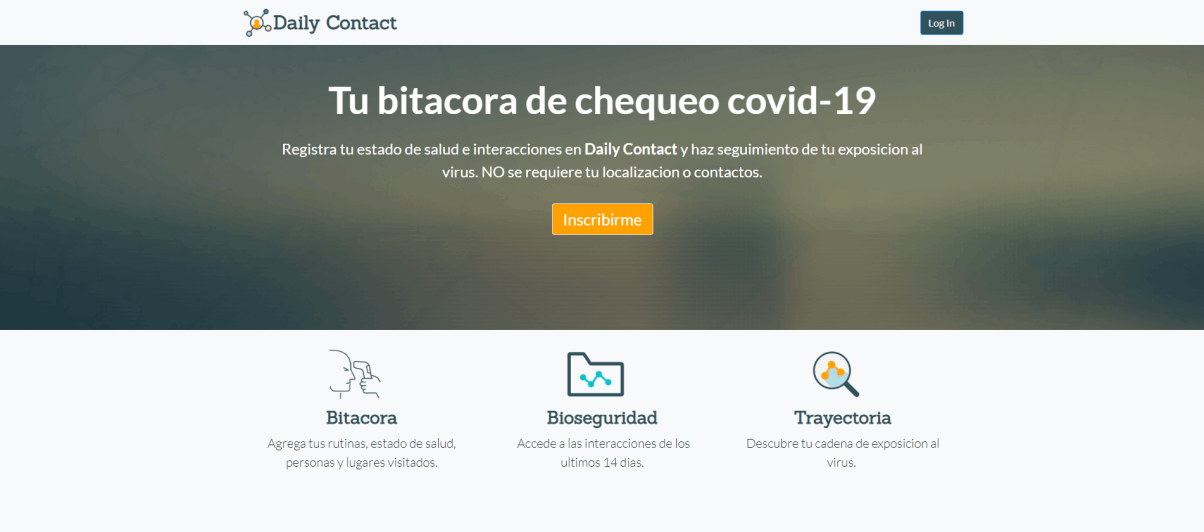 Daily Contact
Log In
Tu bitacora de chequeo covid-19
Registra tu estado de salud e interacciones en Daily Contact y haz seguimiento de tu exposicion al
virus. NO se requiere tu localizacion o contactos.
Inscribirme
Bitacora
Agrega tus rutinas, estado de salud,
personas y lugares visitados.
Bioseguridad
Accede a las interacciones de los
ultimos 14 dias.
Trayectoria
Descubre tu cadena de exposicion al
virus.